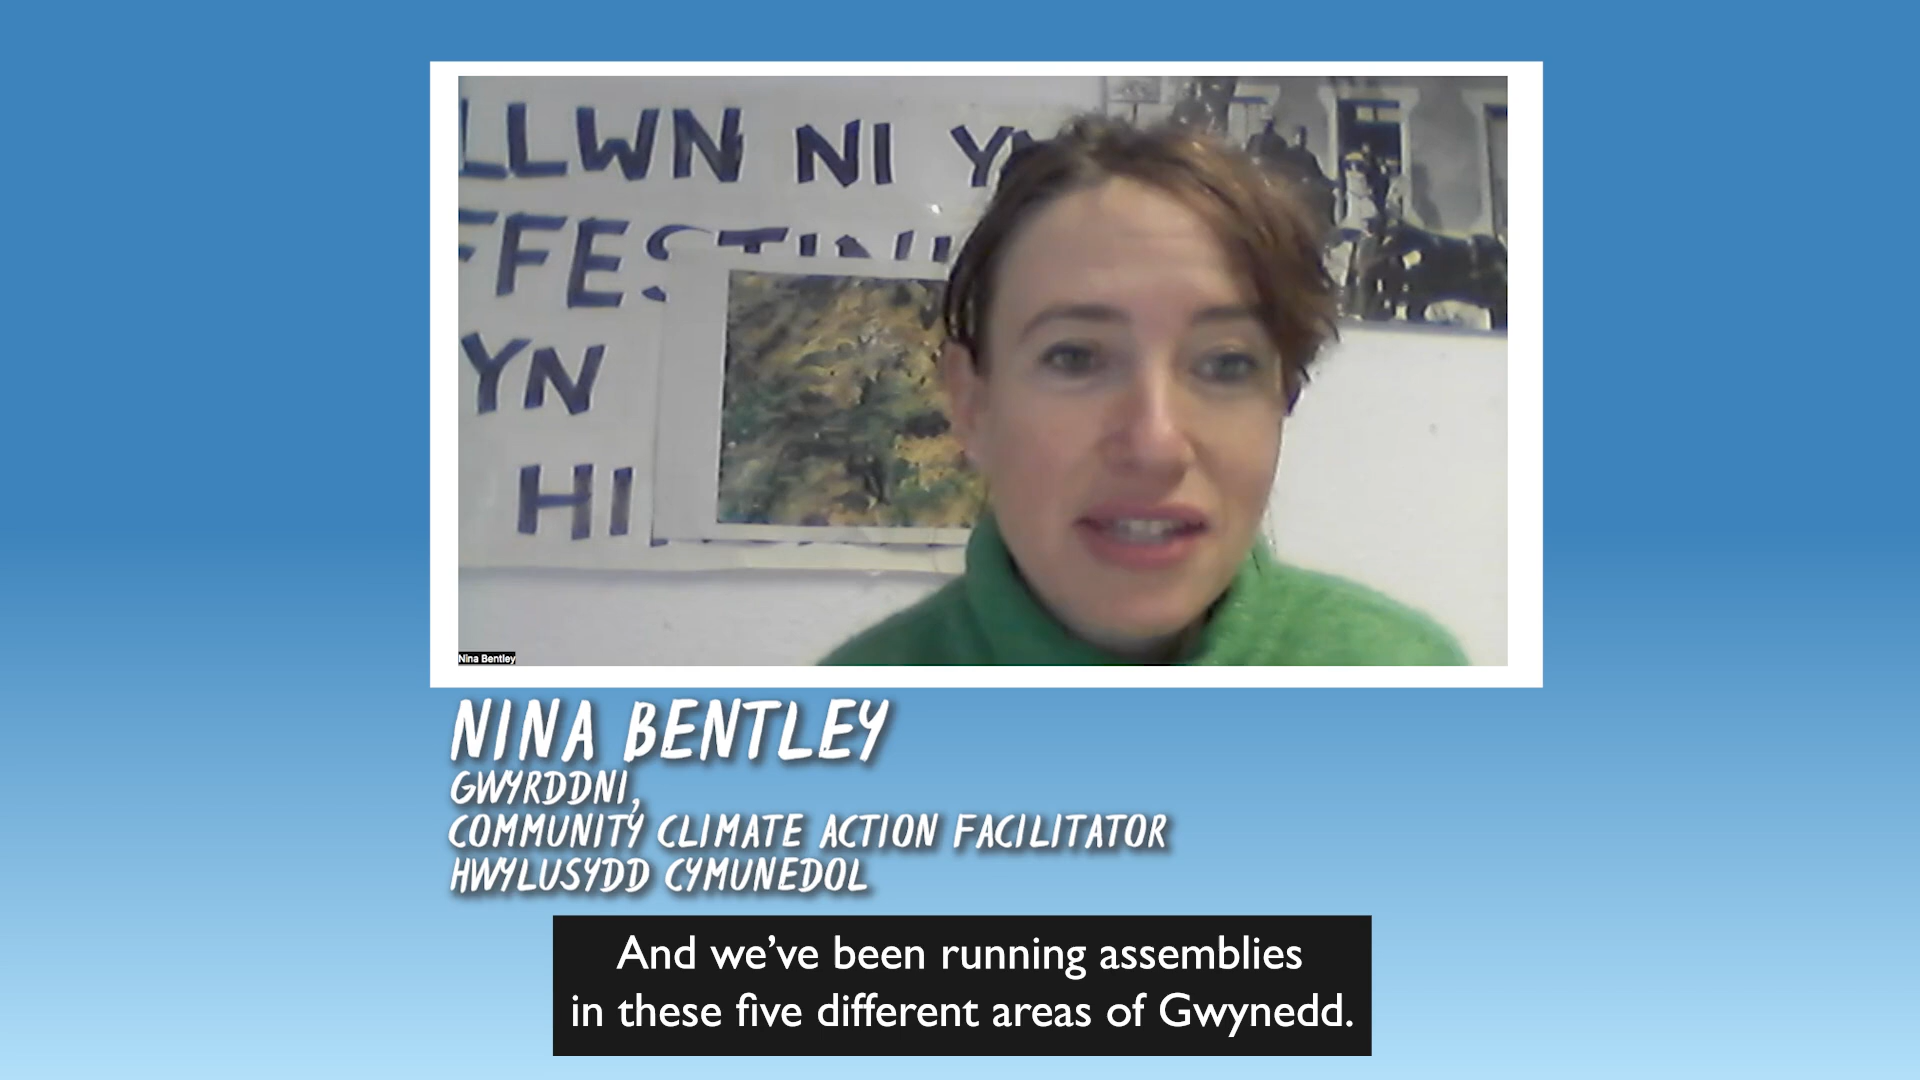 LLWN NI
YN
HI
Nina Bentley
NINA BENTLEY
GWYRDDNI,
COMMUNITY CLIMATE ACTION FACILITATOR
HWYLUSYDD CYMUNEDOL
And we've been running assemblies
in these five different areas of Gwynedd.